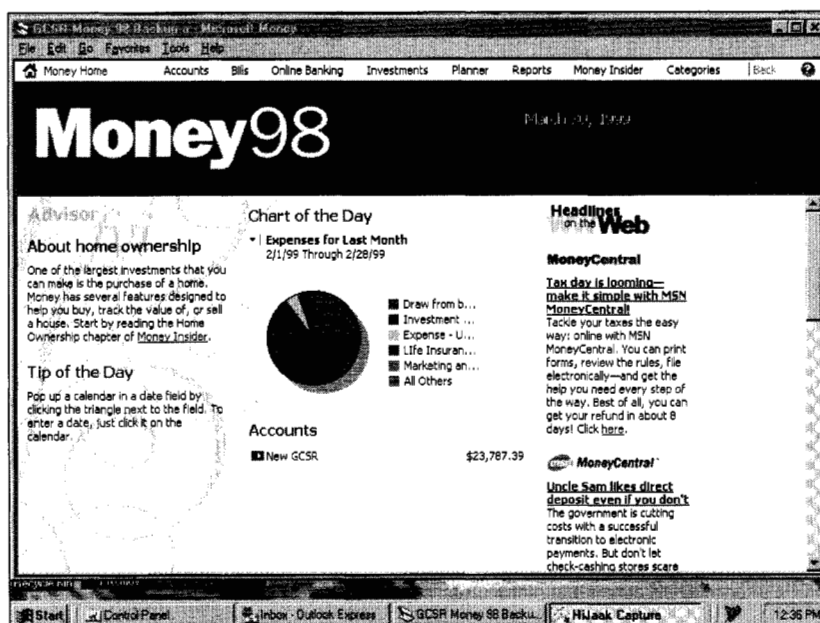 GCSR Money 98 Backup a - Microsoft Money
File Edit Go Favorites Tools Help
Money Home Accounts Bills Online Banking Investments Planner Reports Money Insider Categories Back
Money98
March 1999
Advisor
About home ownership
One of the largest investments that you
can make is the purchase of a home.
Money has several features designed to
help you buy, track the value of, or sell
a house. Start by reading the Home
Ownership chapter of Money Insider.
Tip of the Day
Pop up a calendar in a date field by
clicking the triangle next to the field. To
enter a date, just click it on the
calendar.
Chart of the Day
Expenses for Last Month
2/1/99 Through 2/28/99
Draw from b...
Investment ...
Expense - U...
Life Insuran...
Marketing an...
All Others
Accounts
New GCSR $23,787.39
Headlines
on the Web
MoneyCentral
Tax day is looming—
make it simple with MSN
MoneyCentral!
Tackle your taxes the easy
way: online with MSN
MoneyCentral. You can print
forms, review the rules, file
electronically—and get the
help you need every step of
the way. Best of all, you can
get your refund in about 8
days! Click here.
MoneyCentral
Uncle Sam likes direct
deposit even if you don't
The government is cutting
costs with a successful
transition to electronic
payments. But don't let
check-cashing stores scare
Recycle Bin
Start Control Panel Inbox - Outlook Express GCSR Money 98 Backu... HiJaak Capture 12:36 PM